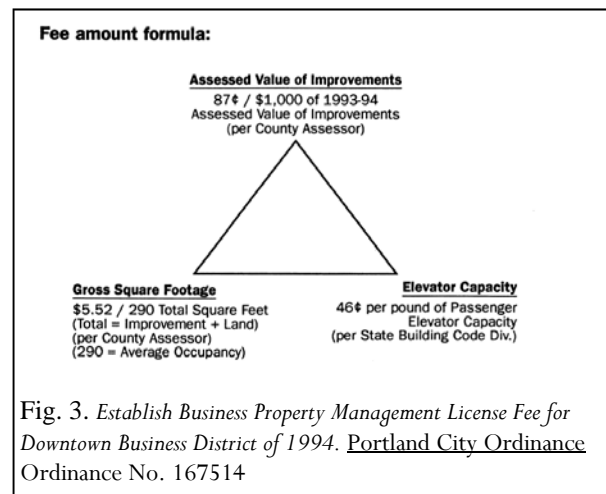 Fee amount formula:
Assessed Value of Improvements
87¢ / $1,000 of 1993-94
Assessed Value of Improvements
(per County Assessor)
Gross Square Footage
$5.52 / 290 Total Square Feet
(Total = Improvement + Land)
(per County Assessor)
(290 = Average Occupancy)
Elevator Capacity
46¢ per pound of Passenger
Elevator Capacity
(per State Building Code Div.)
Fig. 3. Establish Business Property Management License Fee for
Downtown Business District of 1994. Portland City Ordinance
Ordinance No. 167514